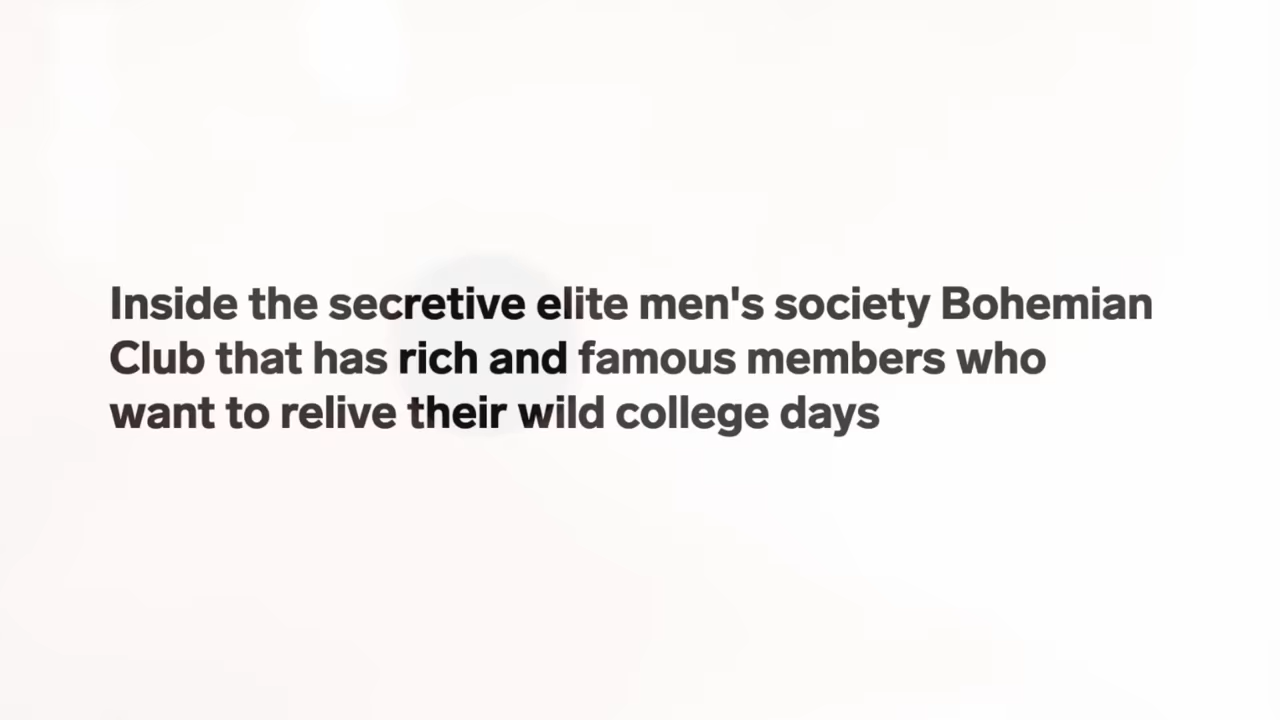 Inside the secretive elite men's society Bohemian
Club that has rich and famous members who
want to relive their wild college days